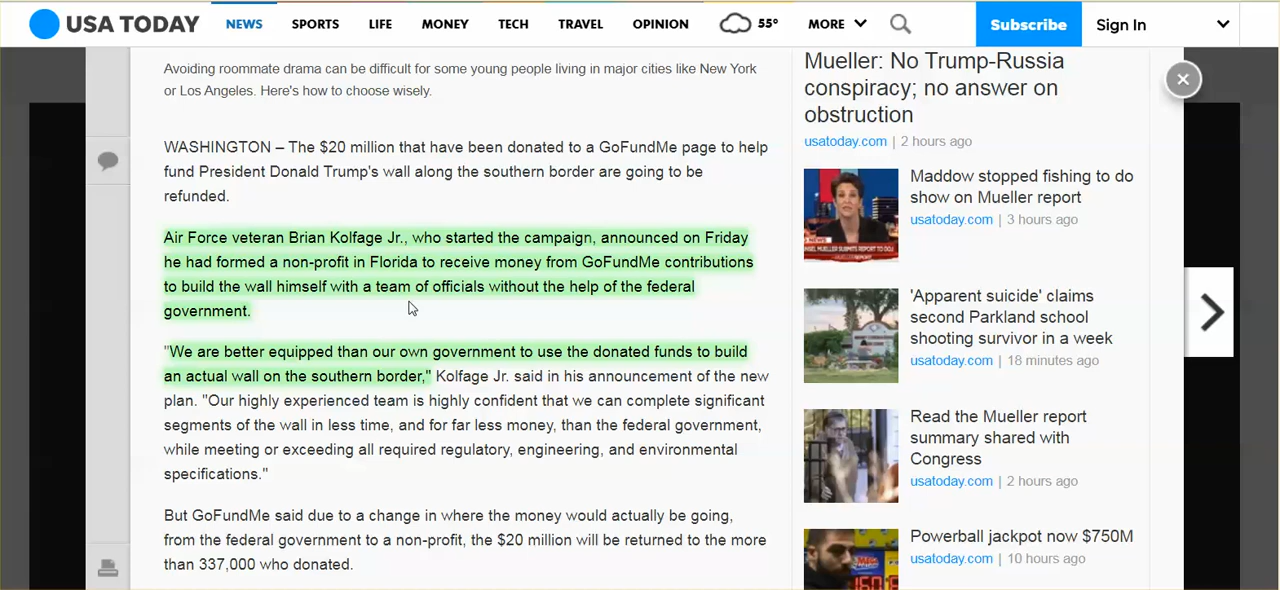 USA TODAY
NEWS
SPORTS
LIFE
MONEY
TECH
TRAVEL
OPINION
55°
MORE
Subscribe
Sign In
Avoiding roommate drama can be difficult for some young people living in major cities like New York
or Los Angeles. Here's how to choose wisely.
WASHINGTON – The $20 million that have been donated to a GoFundMe page to help
fund President Donald Trump's wall along the southern border are going to be
refunded.
Air Force veteran Brian Kolfage Jr., who started the campaign, announced on Friday
he had formed a non-profit in Florida to receive money from GoFundMe contributions
to build the wall himself with a team of officials without the help of the federal
government.
"We are better equipped than our own government to use the donated funds to build
an actual wall on the southern border," Kolfage Jr. said in his announcement of the new
plan. "Our highly experienced team is highly confident that we can complete significant
segments of the wall in less time, and for far less money, than the federal government,
while meeting or exceeding all required regulatory, engineering, and environmental
specifications."
But GoFundMe said due to a change in where the money would actually be going,
from the federal government to a non-profit, the $20 million will be returned to the more
than 337,000 who donated.
Mueller: No Trump-Russia
conspiracy; no answer on
obstruction
usatoday.com | 2 hours ago
Maddow stopped fishing to do
show on Mueller report
usatoday.com | 3 hours ago
'Apparent suicide' claims
second Parkland school
shooting survivor in a week
usatoday.com | 18 minutes ago
Read the Mueller report
summary shared with
Congress
usatoday.com | 2 hours ago
Powerball jackpot now $750M
usatoday.com | 10 hours ago